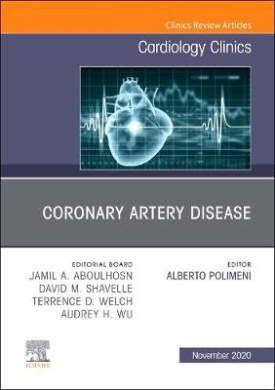 Clinics Review Articles
Cardiology Clinics
CORONARY ARTERY DISEASE
EDITORIAL BOARD
JAMIL A. ABOULHOSN
DAVID M. SHAVELLE
TERRENCE D. WELCH
AUDREY H. WU
EDITOR
ALBERTO POLIMENI
ELSEVIER
November 2020